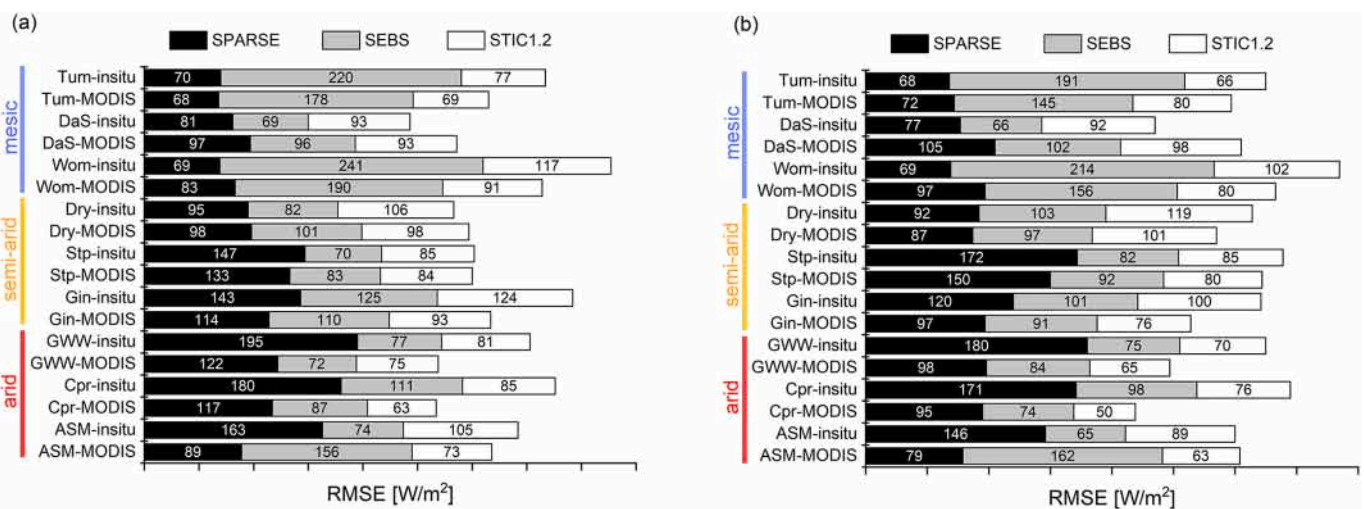 (a)
SPARSE SEBS STIC1.2
mesic
Tum-insitu 70 220 77
Tum-MODIS 68 178 69
DaS-insitu 81 69 93
DaS-MODIS 97 96 93
Wom-insitu 69 241 117
Wom-MODIS 83 190 91
semi-arid
Dry-insitu 95 82 106
Dry-MODIS 98 101 98
Stp-insitu 147 70 85
Stp-MODIS 133 83 84
Gin-insitu 143 125 124
Gin-MODIS 114 110 93
arid
GWW-insitu 195 77 81
GWW-MODIS 122 72 75
Cpr-insitu 180 111 85
Cpr-MODIS 117 87 63
ASM-insitu 163 74 105
ASM-MODIS 89 156 73
RMSE [W/m²]
(b)
SPARSE SEBS STIC1.2
mesic
Tum-insitu 68 191 66
Tum-MODIS 72 145 80
DaS-insitu 77 66 92
DaS-MODIS 105 102 98
Wom-insitu 69 214 102
Wom-MODIS 97 156 80
semi-arid
Dry-insitu 92 103 119
Dry-MODIS 87 97 101
Stp-insitu 172 82 85
Stp-MODIS 150 92 80
Gin-insitu 120 101 100
Gin-MODIS 97 91 76
arid
GWW-insitu 180 75 70
GWW-MODIS 98 84 65
Cpr-insitu 171 98 76
Cpr-MODIS 95 74 50
ASM-insitu 146 65 89
ASM-MODIS 79 162 63
RMSE [W/m²]